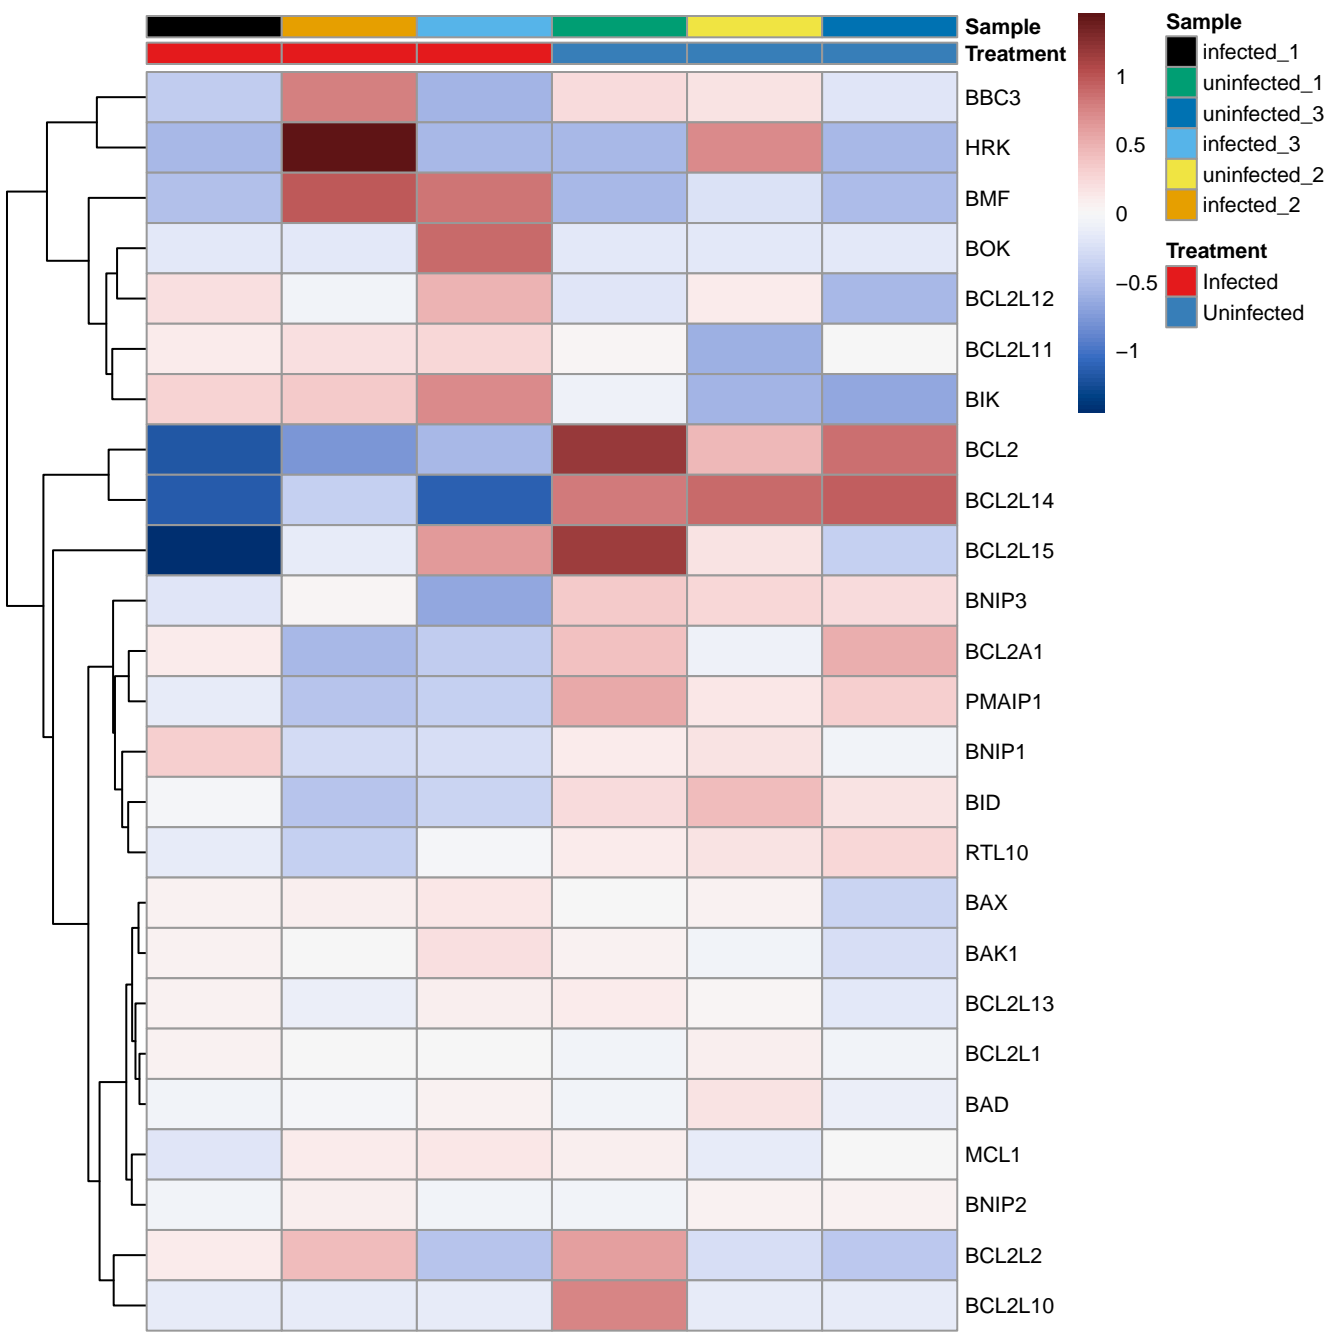 Sample
Treatment
BBC3
HRK
BMF
BOK
BCL2L12
BCL2L11
BIK
BCL2
BCL2L14
BCL2L15
BNIP3
BCL2A1
PMAIP1
BNIP1
BID
RTL10
BAX
BAK1
BCL2L13
BCL2L1
BAD
MCL1
BNIP2
BCL2L2
BCL2L10
1
0.5
0
−0.5
−1
Sample
infected_1
uninfected_1
uninfected_3
infected_3
uninfected_2
infected_2
Treatment
Infected
Uninfected